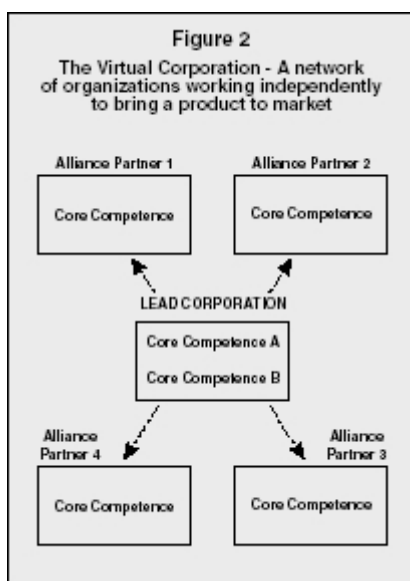 Figure 2
The Virtual Corporation - A network
of organizations working independently
to bring a product to market
Alliance Partner 1
Alliance Partner 2
Core Competence
Core Competence
LEAD CORPORATION
Core Competence A
Core Competence B
Alliance
Partner 4
Alliance
Partner 3
Core Competence
Core Competence